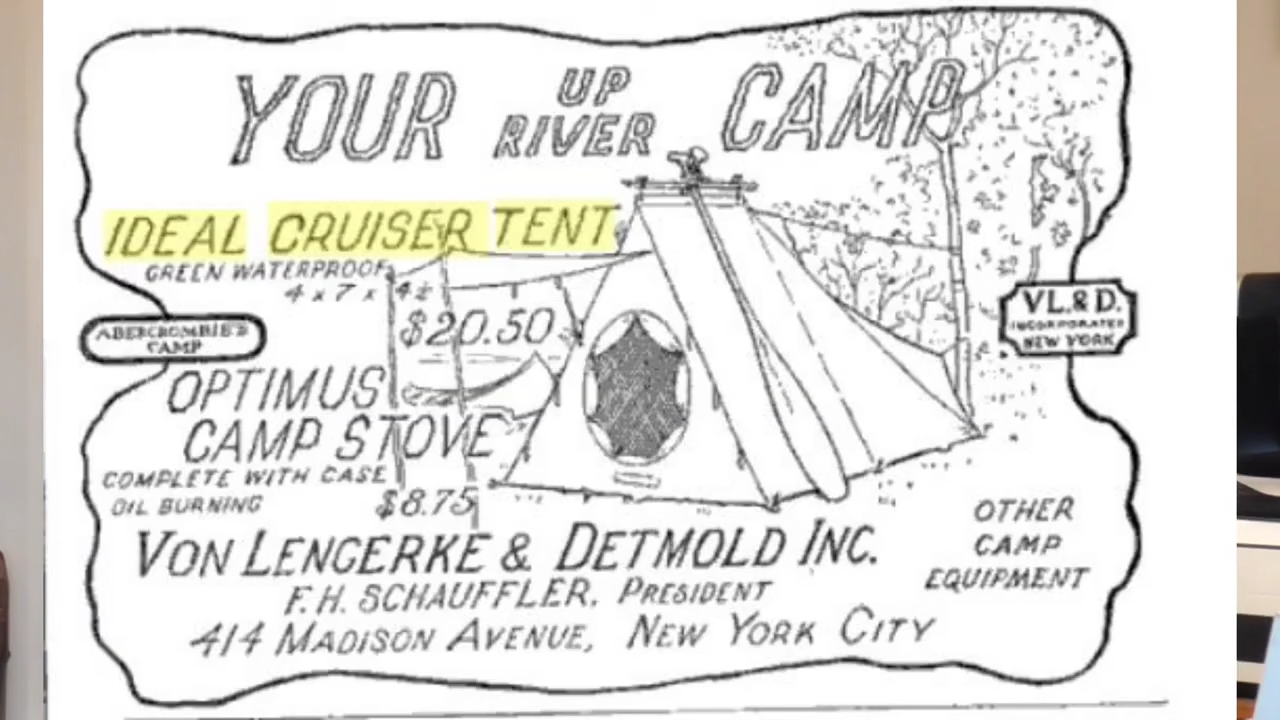 YOUR UP RIVER CAMP
IDEAL CRUISER TENT
GREEN WATERPROOF
4 x 7 x 4½
$20.50
ABERCROMBIE'S
CAMP
VL.&D.
INCORPORATED
NEW YORK
OPTIMUS
CAMP STOVE
COMPLETE WITH CASE
OIL BURNING
$8.75
VON LENGERKE & DETMOLD INC.
F. H. SCHAUFFLER, PRESIDENT
414 MADISON AVENUE, NEW YORK CITY
OTHER
CAMP
EQUIPMENT